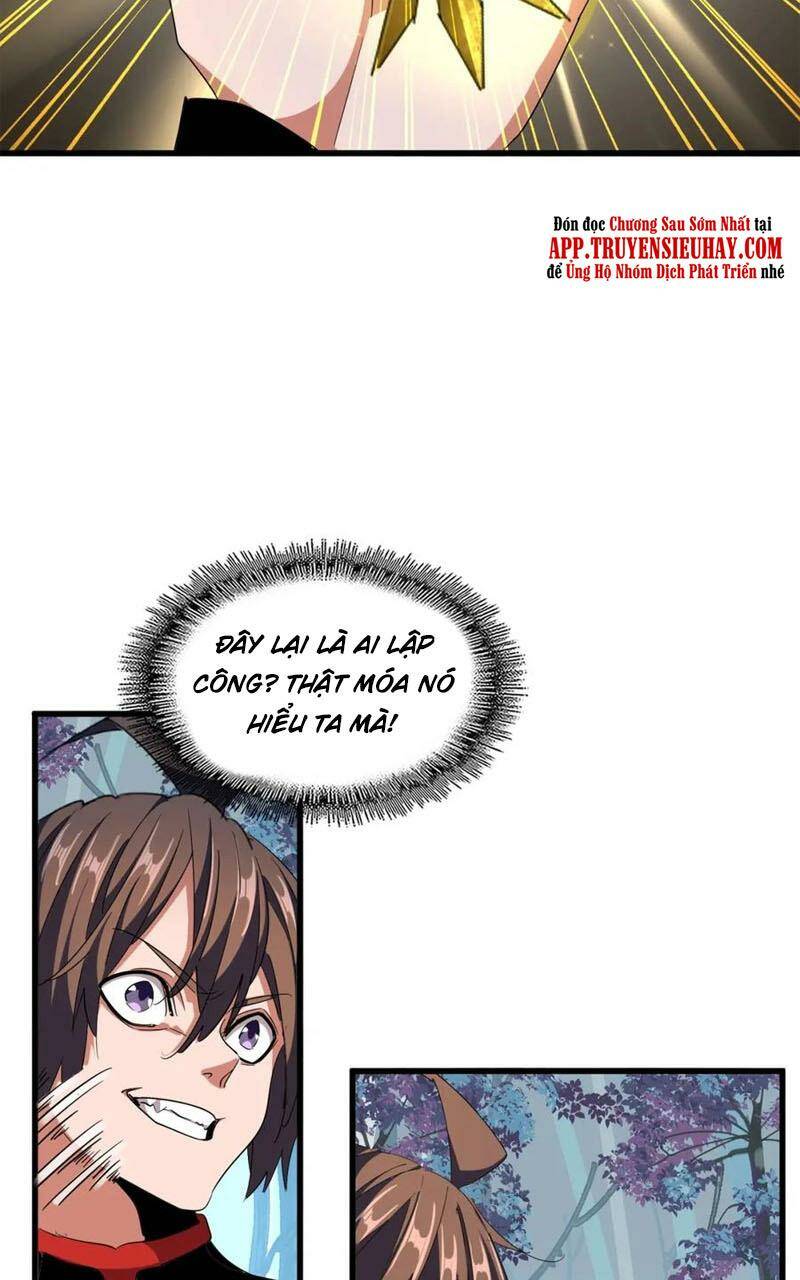 Đón đọc Chương Sau Sớm Nhất tại
APP.TRUYENSIEUHAY.COM
để Ủng Hộ Nhóm Dịch Phát Triển nhé
ĐÂY LẠI LÀ AI LẬP
CÔNG? THẬT MÓA NÓ
HIỂU TA MÀ!